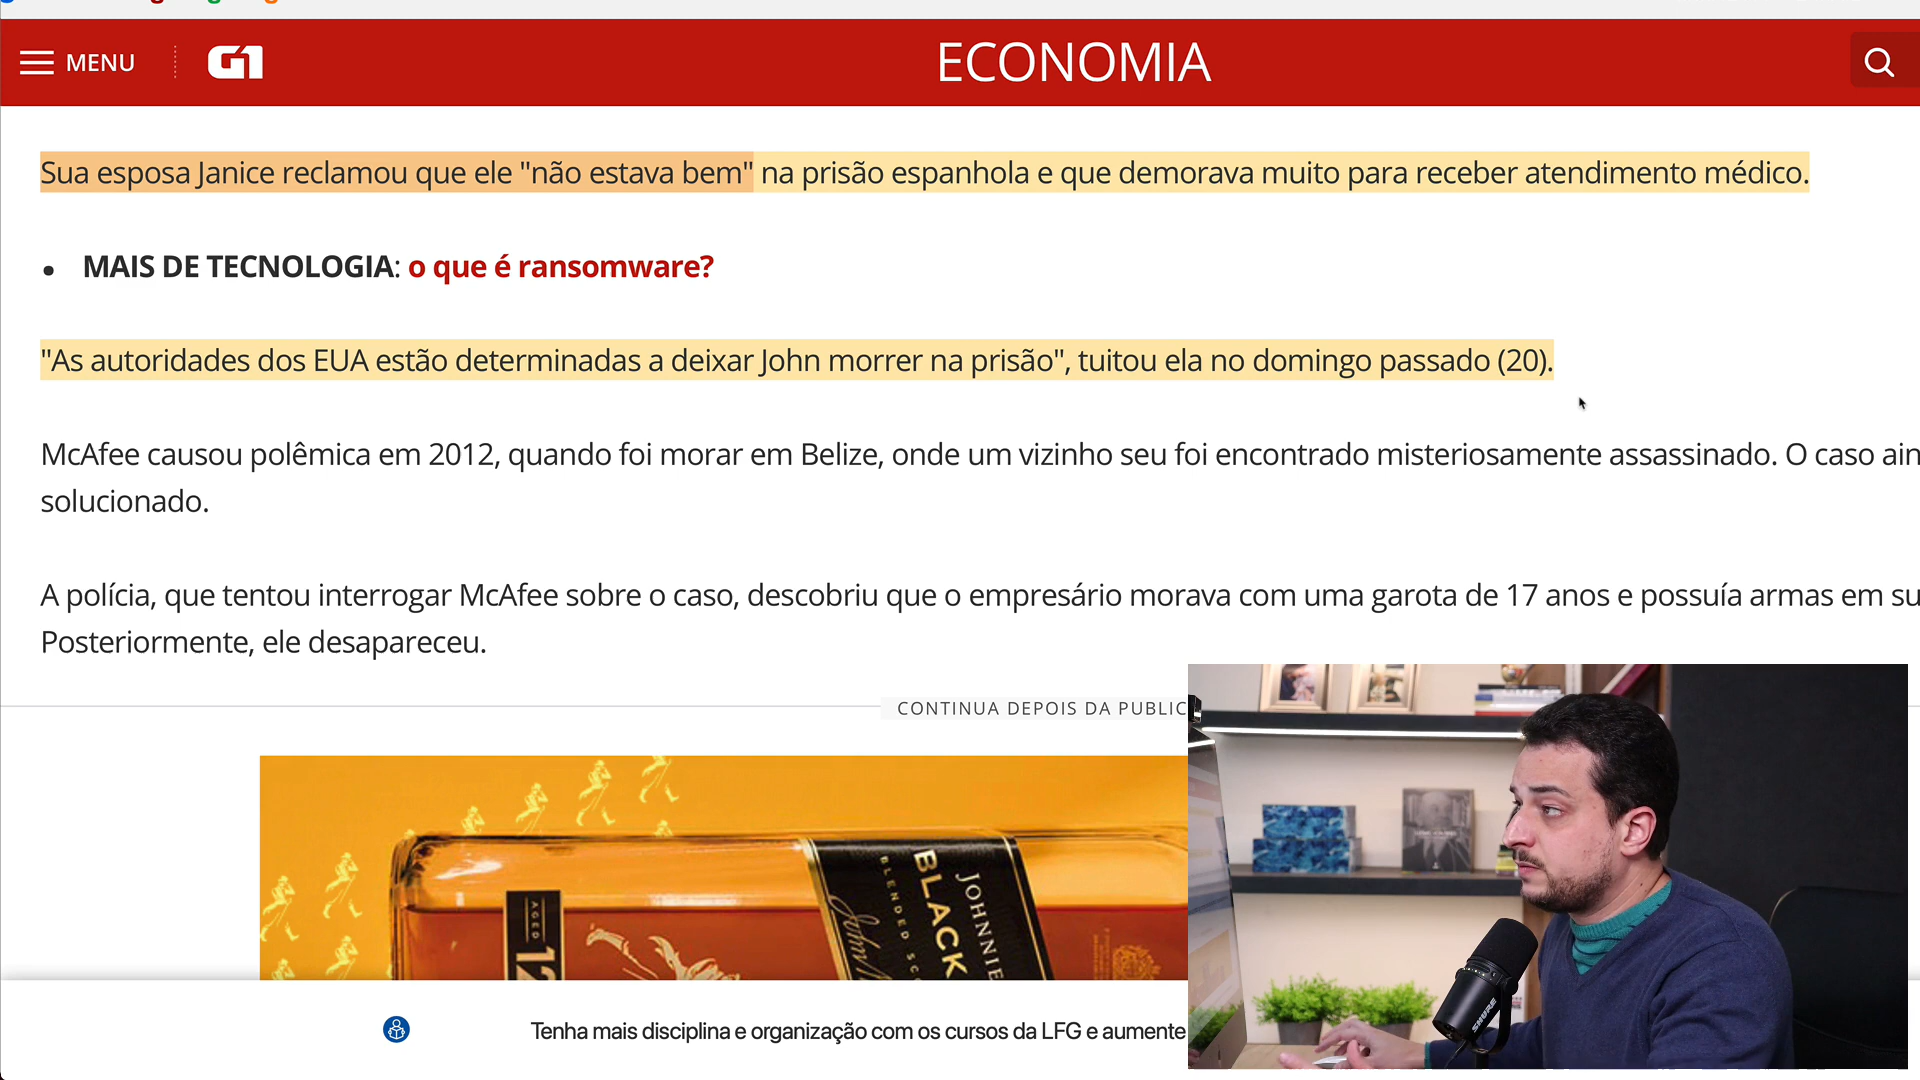 MENU
G1
ECONOMIA
Sua esposa Janice reclamou que ele "não estava bem" na prisão espanhola e que demorava muito para receber atendimento médico.
• MAIS DE TECNOLOGIA: o que é ransomware?
"As autoridades dos EUA estão determinadas a deixar John morrer na prisão", tuitou ela no domingo passado (20).
McAfee causou polêmica em 2012, quando foi morar em Belize, onde um vizinho seu foi encontrado misteriosamente assassinado. O caso ain
solucionado.
A polícia, que tentou interrogar McAfee sobre o caso, descobriu que o empresário morava com uma garota de 17 anos e possuía armas em su
Posteriormente, ele desapareceu.
CONTINUA DEPOIS DA PUBLIC
AGED
12
JOHNNIE
BLACK
BLENDED SC
SHURE
Tenha mais disciplina e organização com os cursos da LFG e aumente